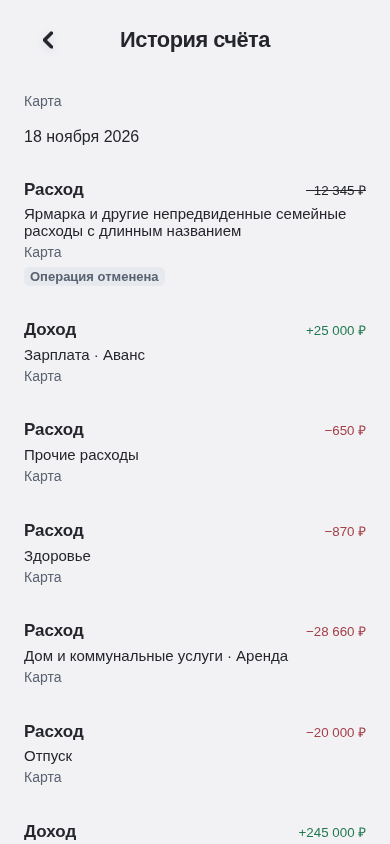 История счёта
Карта
18 ноября 2026
Расход
−12 345 ₽
Ярмарка и другие непредвиденные семейные
расходы с длинным названием
Карта
Операция отменена
Доход
+25 000 ₽
Зарплата · Аванс
Карта
Расход
−650 ₽
Прочие расходы
Карта
Расход
−870 ₽
Здоровье
Карта
Расход
−28 660 ₽
Дом и коммунальные услуги · Аренда
Карта
Расход
−20 000 ₽
Отпуск
Карта
Доход
+245 000 ₽